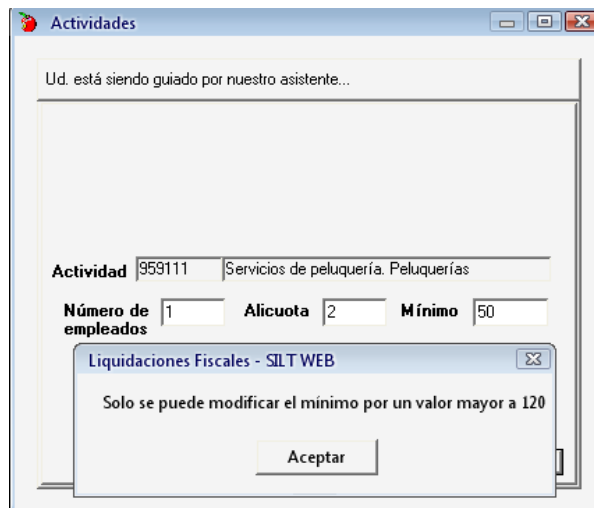 Actividades
Ud. está siendo guiado por nuestro asistente...
Actividad 959111 Servicios de peluquería. Peluquerías
Número de empleados 1 Alicuota 2 Mínimo 50
Liquidaciones Fiscales - SILT WEB
Solo se puede modificar el mínimo por un valor mayor a 120
Aceptar